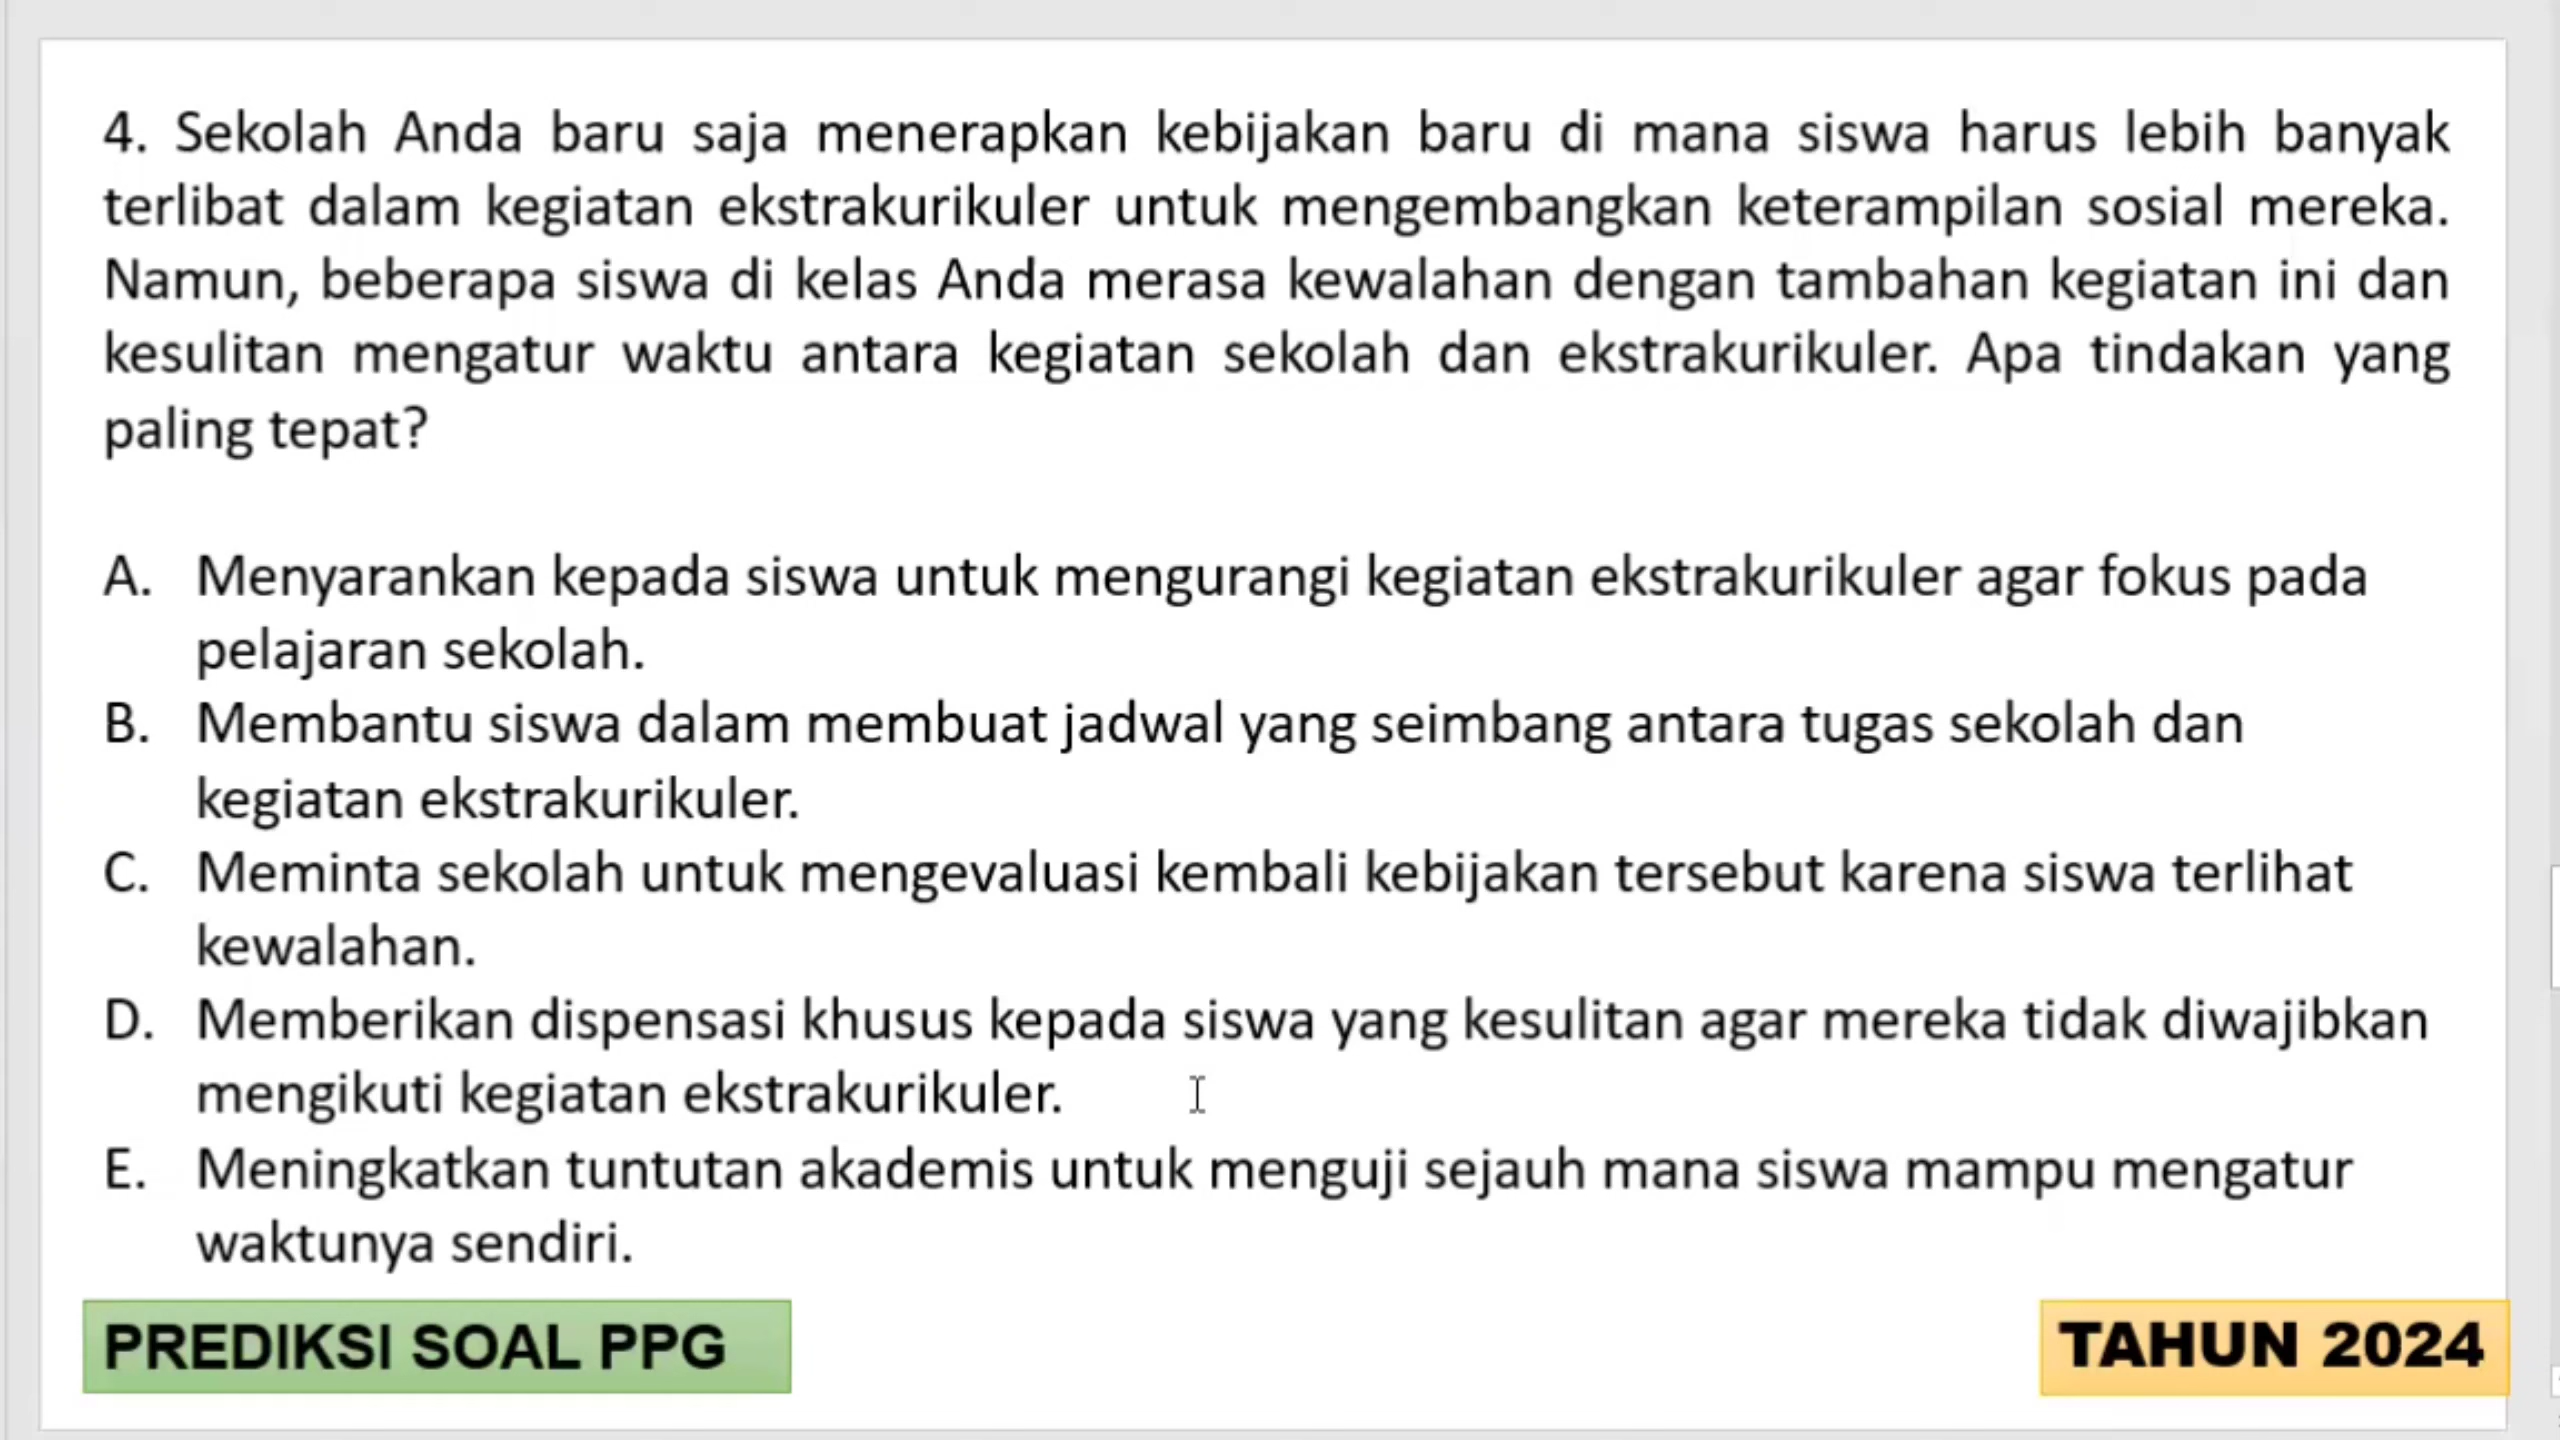 4. Sekolah Anda baru saja menerapkan kebijakan baru di mana siswa harus lebih banyak
terlibat dalam kegiatan ekstrakurikuler untuk mengembangkan keterampilan sosial mereka.
Namun, beberapa siswa di kelas Anda merasa kewalahan dengan tambahan kegiatan ini dan
kesulitan mengatur waktu antara kegiatan sekolah dan ekstrakurikuler. Apa tindakan yang
paling tepat?
A. Menyarankan kepada siswa untuk mengurangi kegiatan ekstrakurikuler agar fokus pada
pelajaran sekolah.
B. Membantu siswa dalam membuat jadwal yang seimbang antara tugas sekolah dan
kegiatan ekstrakurikuler.
C. Meminta sekolah untuk mengevaluasi kembali kebijakan tersebut karena siswa terlihat
kewalahan.
D. Memberikan dispensasi khusus kepada siswa yang kesulitan agar mereka tidak diwajibkan
mengikuti kegiatan ekstrakurikuler.
E. Meningkatkan tuntutan akademis untuk menguji sejauh mana siswa mampu mengatur
waktunya sendiri.
PREDIKSI SOAL PPG
TAHUN 2024